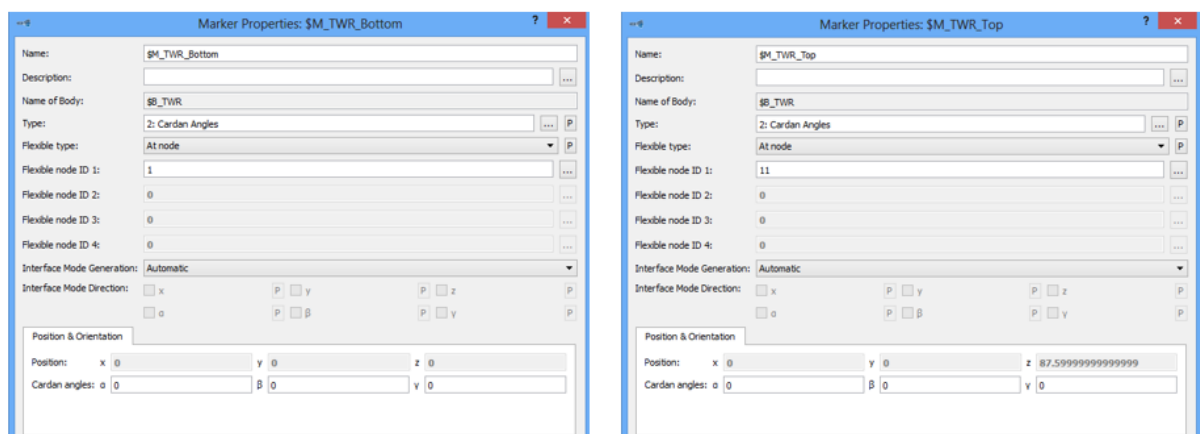 Marker Properties: $M_TWR_Bottom ? ×
Name: $M_TWR_Bottom
Description: ...
Name of Body: $B_TWR
Type: 2: Cardan Angles ... P
Flexible type: At node P
Flexible node ID 1: 1 ...
Flexible node ID 2: 0 ...
Flexible node ID 3: 0 ...
Flexible node ID 4: 0 ...
Interface Mode Generation: Automatic
Interface Mode Direction: x P y P z P
α P β P γ P
Position & Orientation
Position: x 0 y 0 z 0
Cardan angles: α 0 β 0 γ 0
Marker Properties: $M_TWR_Top ? ×
Name: $M_TWR_Top
Description: ...
Name of Body: $B_TWR
Type: 2: Cardan Angles ... P
Flexible type: At node P
Flexible node ID 1: 11 ...
Flexible node ID 2: 0 ...
Flexible node ID 3: 0 ...
Flexible node ID 4: 0 ...
Interface Mode Generation: Automatic
Interface Mode Direction: x P y P z P
α P β P γ P
Position & Orientation
Position: x 0 y 0 z 87.59999999999999
Cardan angles: α 0 β 0 γ 0